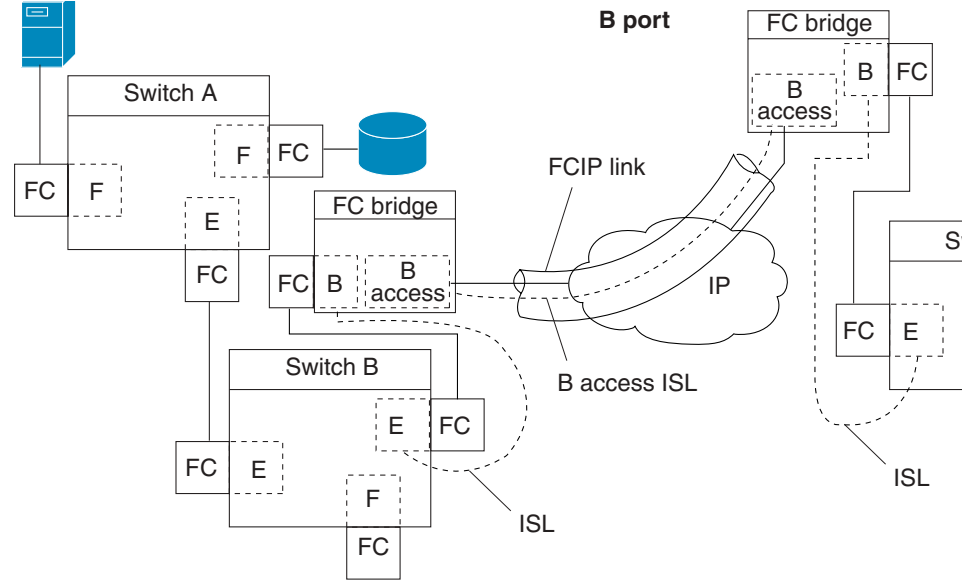 B port
FC bridge
B
FC
B
access
Switch A
F
FC
FC
F
E
FC
FCIP link
FC bridge
FC
B
B
access
IP
S
FC
E
B access ISL
Switch B
E
FC
FC
E
F
FC
ISL
ISL